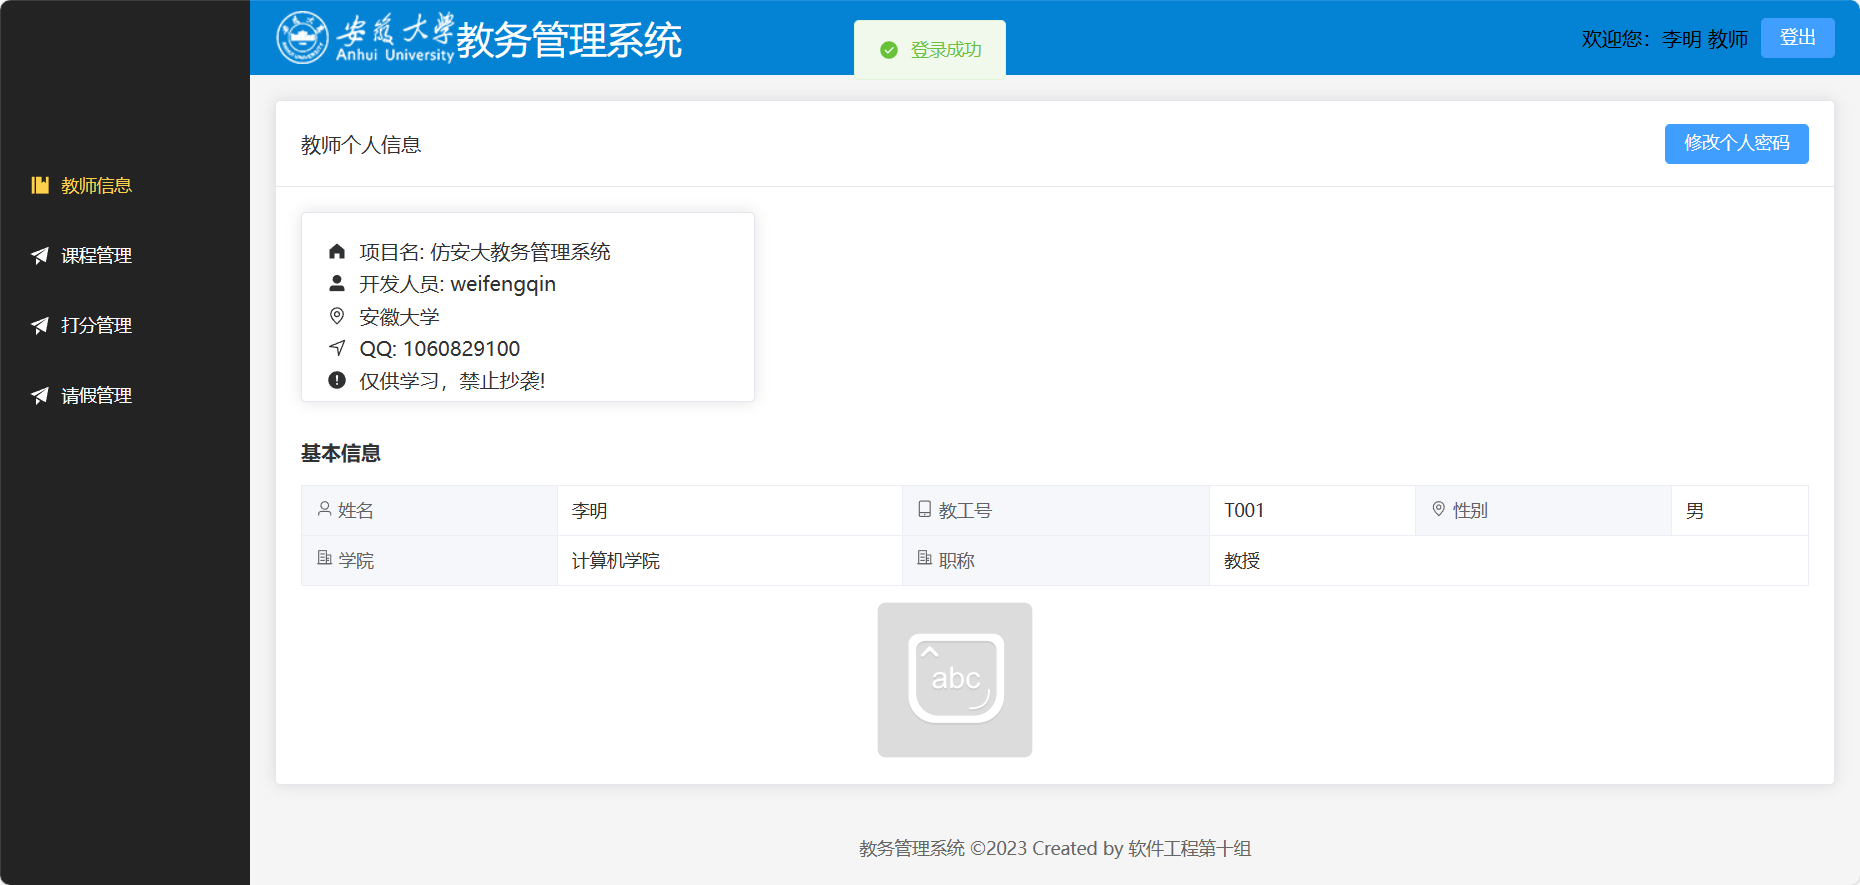 安徽大学
Anhui University
教务管理系统
登录成功
欢迎您: 李明 教师
登出
教师信息
课程管理
打分管理
请假管理
教师个人信息
修改个人密码
项目名: 仿安大教务管理系统
开发人员: weifengqin
安徽大学
QQ: 1060829100
仅供学习，禁止抄袭!
基本信息
姓名 李明 教工号 T001 性别 男
学院 计算机学院 职称 教授
abc
教务管理系统 ©2023 Created by 软件工程第十组